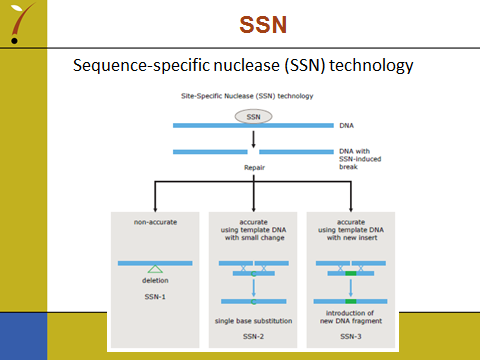 SSN
Sequence-specific nuclease (SSN) technology
Site-Specific Nuclease (SSN) technology
SSN
DNA
DNA with
SSN-induced
break
Repair
non-accurate
deletion
SSN-1
accurate
using template DNA
with small change
single base substitution
SSN-2
accurate
using template DNA
with new insert
introduction of
new DNA fragment
SSN-3